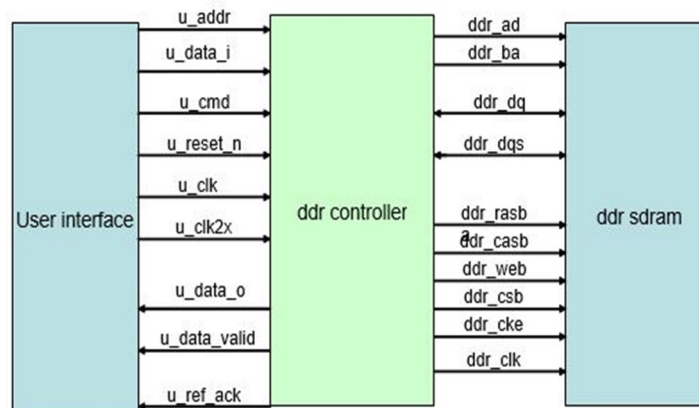 u_addr
u_data_i
u_cmd
u_reset_n
u_clk
u_clk2x
u_data_o
u_data_valid
u_ref_ack
User interface
ddr controller
ddr_ad
ddr_ba
ddr_dq
ddr_dqs
ddr_rasb
a
ddr_casb
ddr_web
ddr_csb
ddr_cke
ddr_clk
ddr sdram